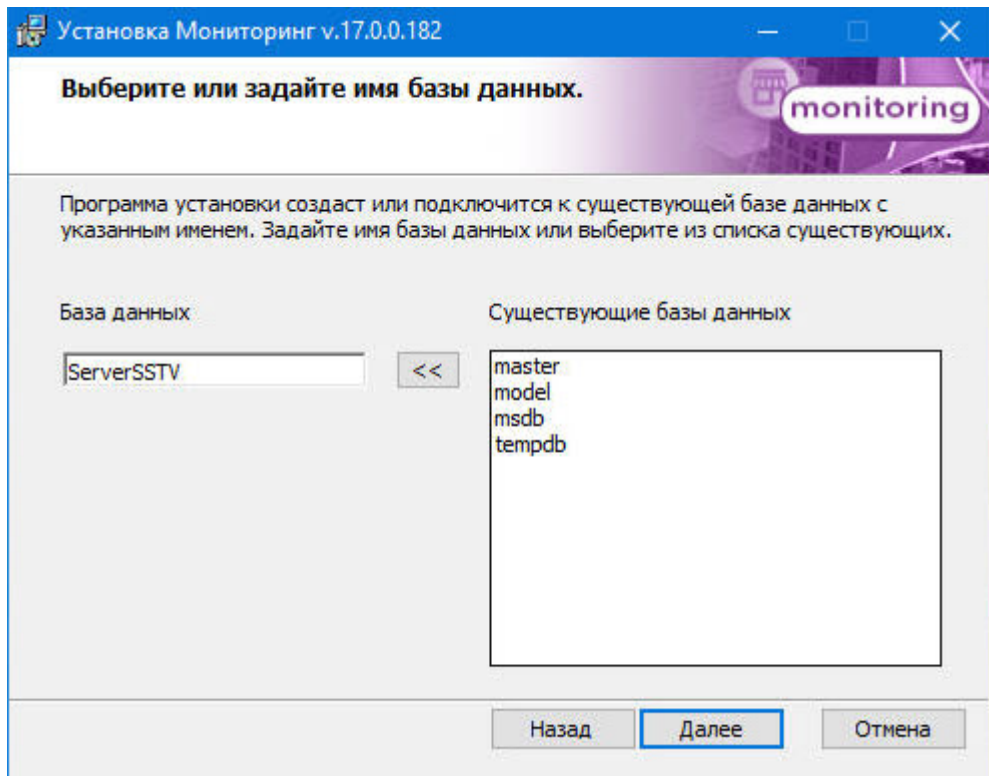 Установка Мониторинг v.17.0.0.182
Выберите или задайте имя базы данных.
monitoring
Программа установки создаст или подключится к существующей базе данных с
указанным именем. Задайте имя базы данных или выберите из списка существующих.
База данных
Существующие базы данных
ServerSSTV
<<
master
model
msdb
tempdb
Назад
Далее
Отмена